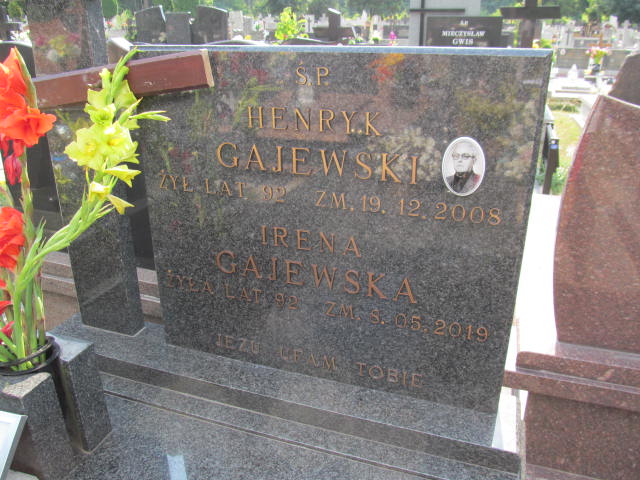 Ś.P.
HENRYK
GAJEWSKI
ŻYŁ LAT 92 ZM. 19. 12. 2008
IRENA
GAJEWSKA
ŻYŁA LAT 92 ZM. 8. 05. 2019
JEZU UFAM TOBIE
Ś.P.
MIECZYSŁAW
GWIS